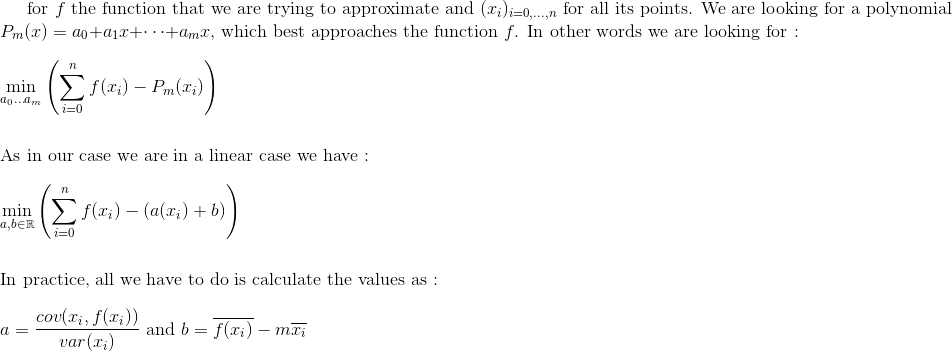 for f the function that we are trying to approximate and (x_i)_{i=0,...,n} for all its points. We are looking for a polynomial
P_m(x) = a_0+a_1x+···+a_mx, which best approaches the function f. In other words we are looking for :
\min_{a_0...a_m} \left( \sum_{i=0}^{n} f(x_i) - P_m(x_i) \right)
As in our case we are in a linear case we have :
\min_{a,b∈ℝ} \left( \sum_{i=0}^{n} f(x_i) - (a(x_i) + b) \right)
In practice, all we have to do is calculate the values as :
a = \frac{cov(x_i, f(x_i))}{var(x_i)} and b = \overline{f(x_i)} - m\overline{x_i}